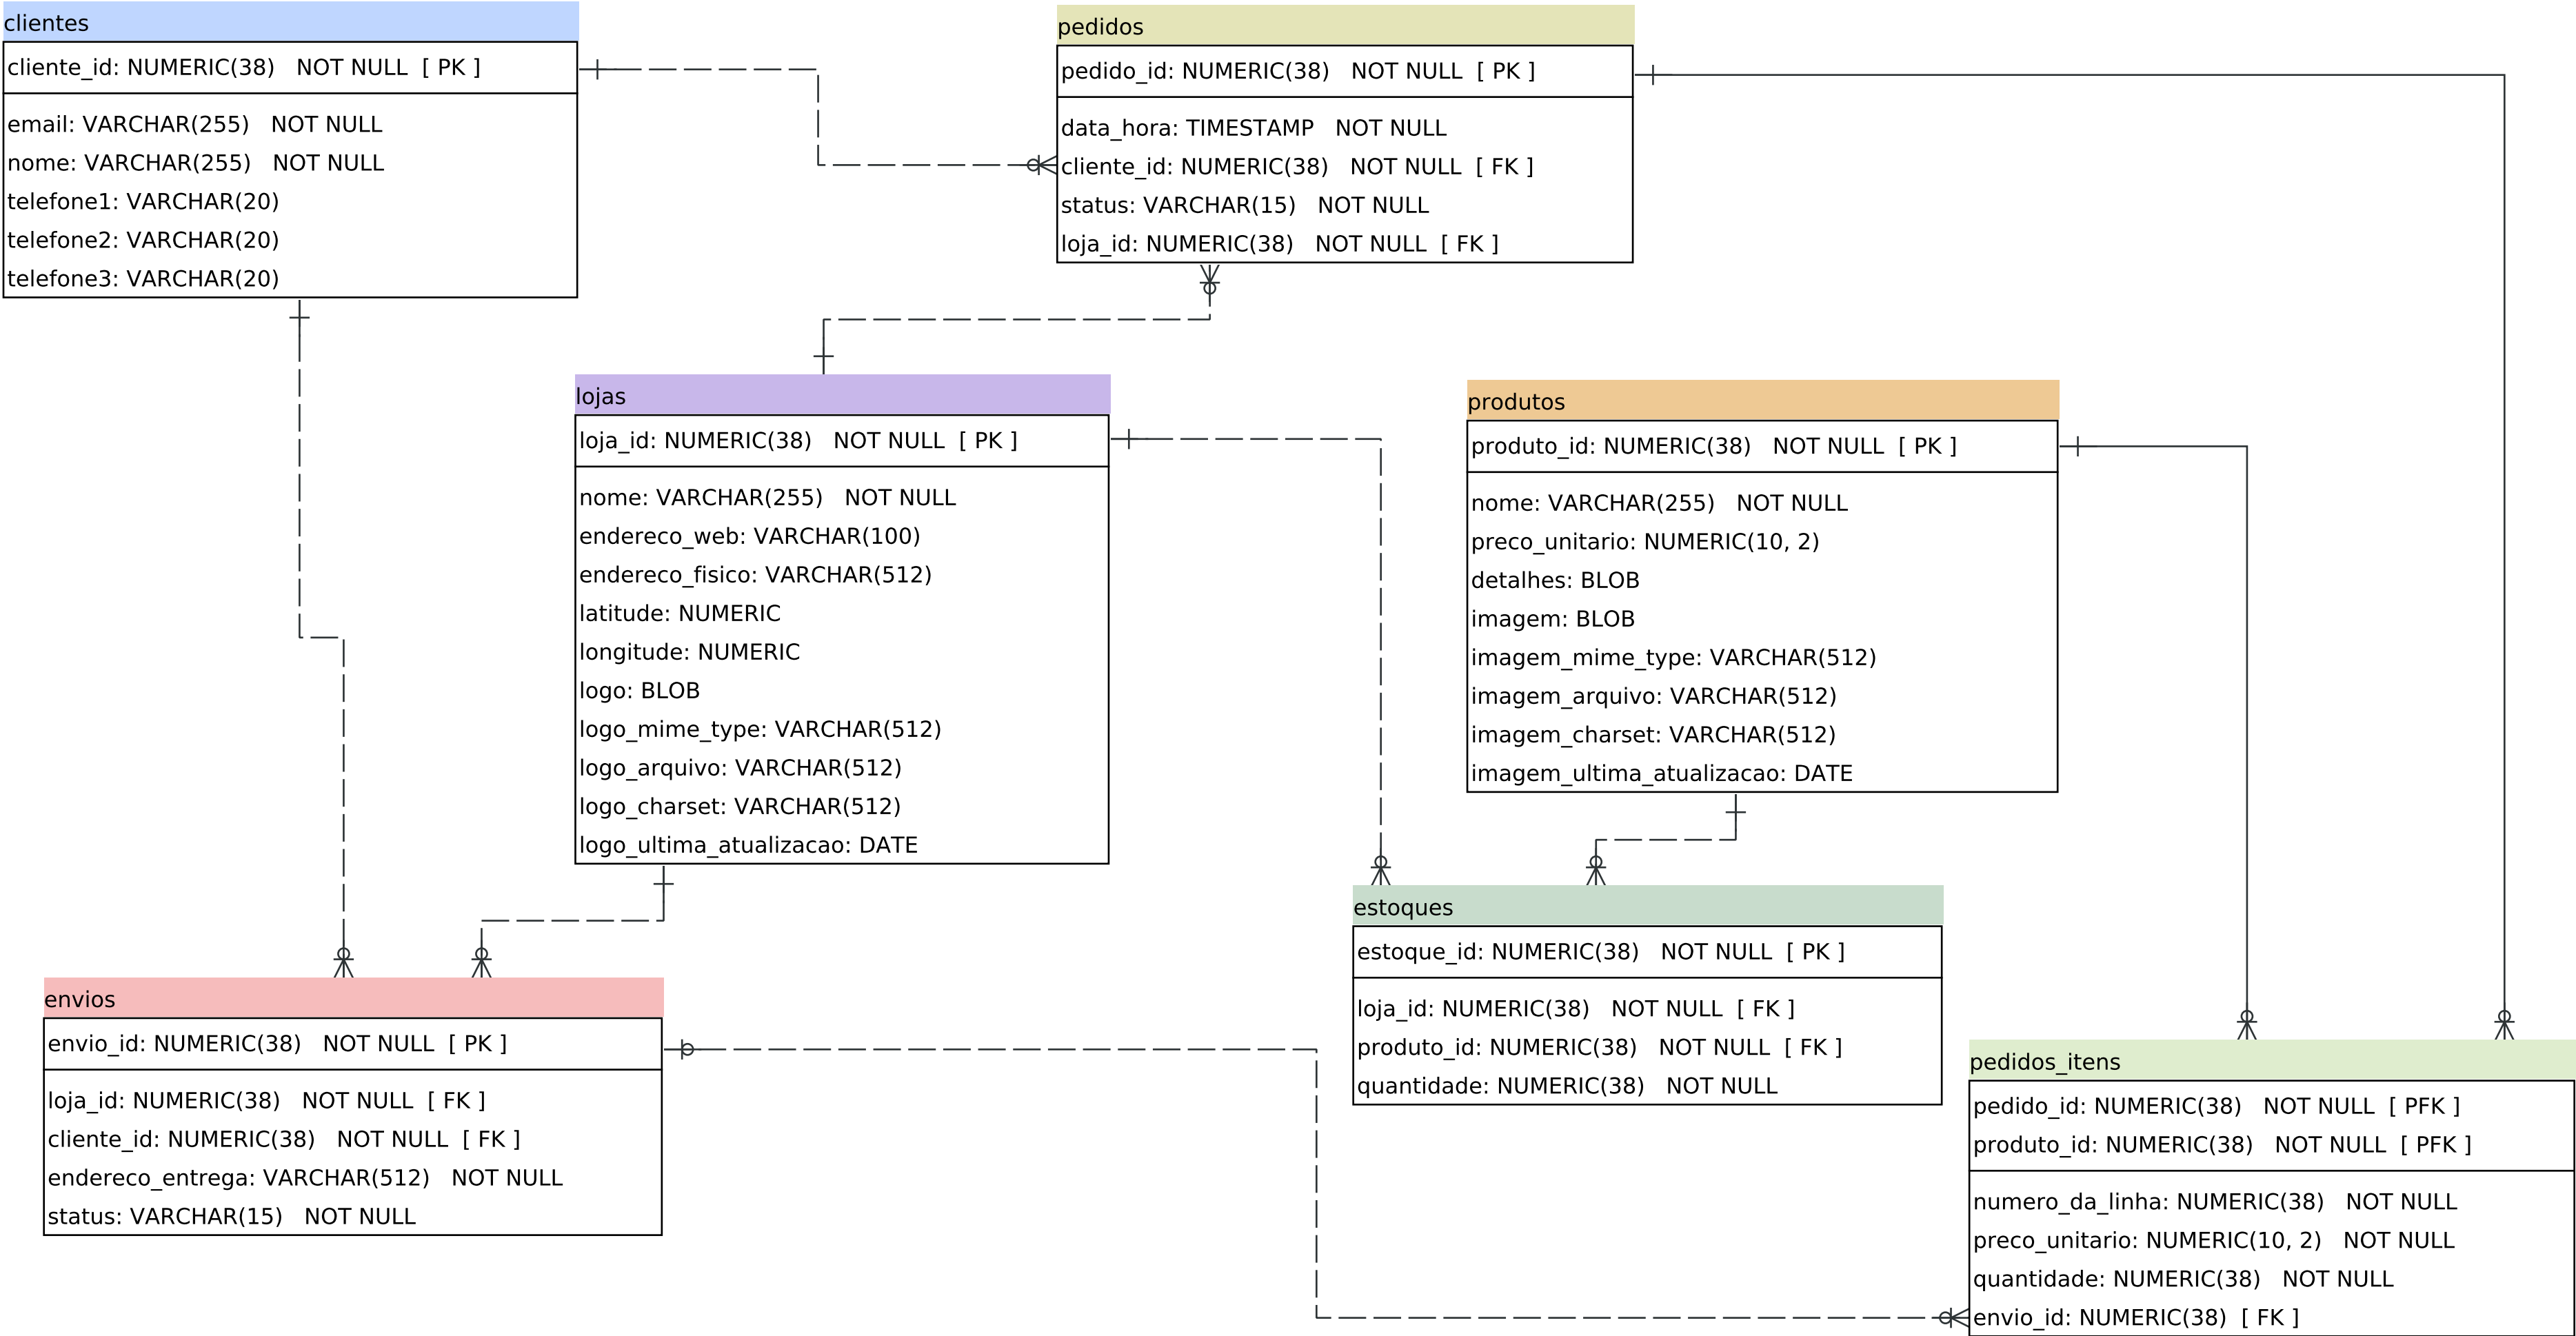 clientes
cliente_id: NUMERIC(38) NOT NULL [ PK ]
email: VARCHAR(255) NOT NULL
nome: VARCHAR(255) NOT NULL
telefone1: VARCHAR(20)
telefone2: VARCHAR(20)
telefone3: VARCHAR(20)
pedidos
pedido_id: NUMERIC(38) NOT NULL [ PK ]
data_hora: TIMESTAMP NOT NULL
cliente_id: NUMERIC(38) NOT NULL [ FK ]
status: VARCHAR(15) NOT NULL
loja_id: NUMERIC(38) NOT NULL [ FK ]
lojas
loja_id: NUMERIC(38) NOT NULL [ PK ]
nome: VARCHAR(255) NOT NULL
endereco_web: VARCHAR(100)
endereco_fisico: VARCHAR(512)
latitude: NUMERIC
longitude: NUMERIC
logo: BLOB
logo_mime_type: VARCHAR(512)
logo_arquivo: VARCHAR(512)
logo_charset: VARCHAR(512)
logo_ultima_atualizacao: DATE
produtos
produto_id: NUMERIC(38) NOT NULL [ PK ]
nome: VARCHAR(255) NOT NULL
preco_unitario: NUMERIC(10, 2)
detalhes: BLOB
imagem: BLOB
imagem_mime_type: VARCHAR(512)
imagem_arquivo: VARCHAR(512)
imagem_charset: VARCHAR(512)
imagem_ultima_atualizacao: DATE
estoques
estoque_id: NUMERIC(38) NOT NULL [ PK ]
loja_id: NUMERIC(38) NOT NULL [ FK ]
produto_id: NUMERIC(38) NOT NULL [ FK ]
quantidade: NUMERIC(38) NOT NULL
envios
envio_id: NUMERIC(38) NOT NULL [ PK ]
loja_id: NUMERIC(38) NOT NULL [ FK ]
cliente_id: NUMERIC(38) NOT NULL [ FK ]
endereco_entrega: VARCHAR(512) NOT NULL
status: VARCHAR(15) NOT NULL
pedidos_itens
pedido_id: NUMERIC(38) NOT NULL [ PFK ]
produto_id: NUMERIC(38) NOT NULL [ PFK ]
numero_da_linha: NUMERIC(38) NOT NULL
preco_unitario: NUMERIC(10, 2) NOT NULL
quantidade: NUMERIC(38) NOT NULL
envio_id: NUMERIC(38) [ FK ]